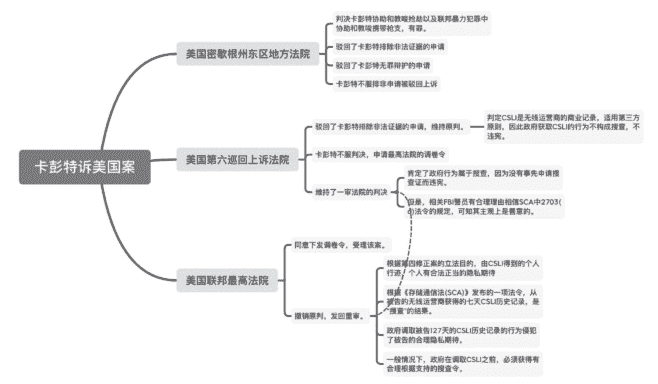 卡彭特诉美国案
美国密歇根州东区地方法院
判决卡彭特协助和教唆抢劫以及联邦暴力犯罪中
协助和教唆携带枪支，有罪。
驳回了卡彭特排除非法证据的申请
驳回了卡彭特无罪辩护的申请
卡彭特不服排非申请被驳回上诉
美国第六巡回上诉法院
驳回了卡彭特排除非法证据的申请，维持原判。
判定CSLI是无线运营商的商业记录，适用第三方
原则，因此政府获取CSLI的行为不构成搜查，不
违宪。
卡彭特不服判决，申请最高法院的调卷令
维持了一审法院的判决
肯定了政府行为属于搜查，因为没有事先申请搜
查证而违宪。
但是，相关FBI警员有合理理由相信SCA中2703(
)法令的规定，可知其主观上是善意的。
美国联邦最高法院
同意下发调卷令，受理该案。
撤销原判，发回重审。
根据第四修正案的立法目的，由CSLI得到的个人
行迹，个人有合法正当的隐私期待
根据《存储通信法(SCA)》发布的一项法令，从
被告的无线运营商获得的七天CSLI历史记录，是
“搜查”的结果。
政府调取被告127天的CSLI历史记录的行为侵犯
了被告的合理隐私期待。
一般情况下，政府在调取CSLI之前，必须获得有
合理根据支持的搜查令。